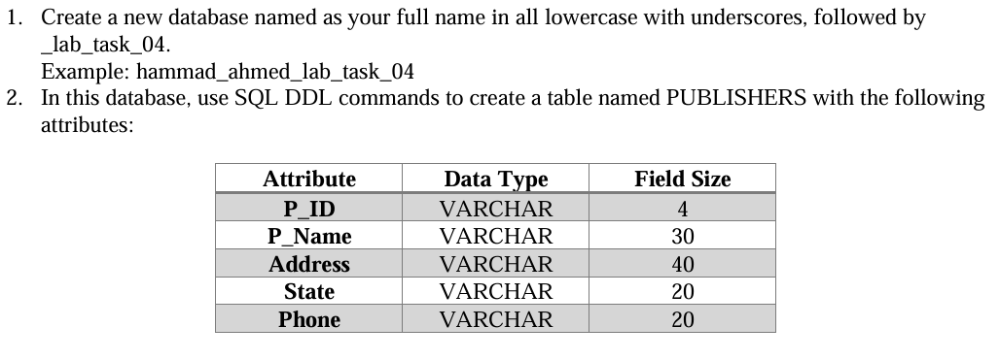 1. Create a new database named as your full name in all lowercase with underscores, followed by
_lab_task_04.
Example: hammad_ahmed_lab_task_04
2. In this database, use SQL DDL commands to create a table named PUBLISHERS with the following
attributes:
Attribute Data Type Field Size
P_ID VARCHAR 4
P_Name VARCHAR 30
Address VARCHAR 40
State VARCHAR 20
Phone VARCHAR 20